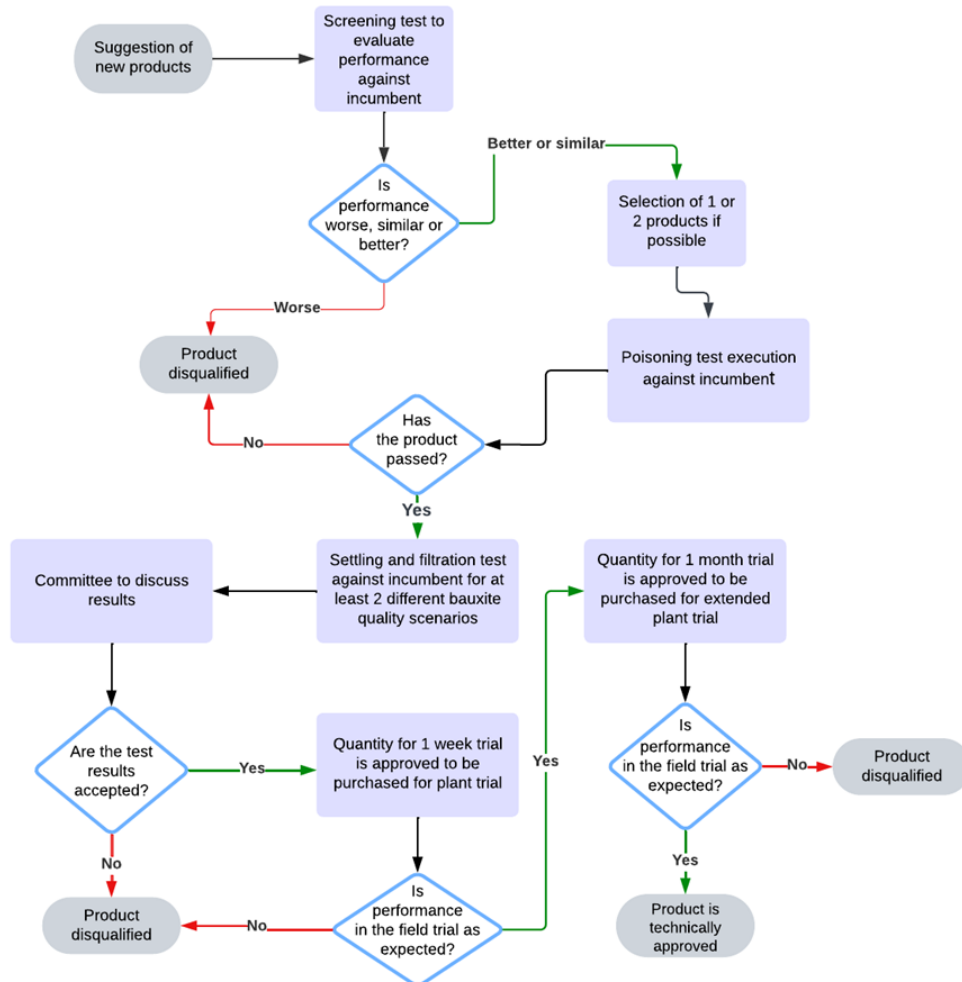 Suggestion of
new products
Screening test to
evaluate
performance
against
incumbent
Is
performance
worse, similar or
better?
Better or similar
Selection of 1 or
2 products if
possible
Worse
Product
disqualified
Poisoning test execution
against incumbent
Has
the product
passed?
No
Yes
Committee to discuss
results
Settling and filtration test
against incumbent for at
least 2 different bauxite
quality scenarios
Quantity for 1 month trial
is approved to be
purchased for extended
plant trial
Are the test
results
accepted?
Yes
Quantity for 1 week trial
is approved to be
purchased for plant trial
Yes
Is
performance
in the field trial as
expected?
No
Product
disqualified
No
Product
disqualified
No
Is
performance
in the field trial as
expected?
Yes
Product is
technically
approved